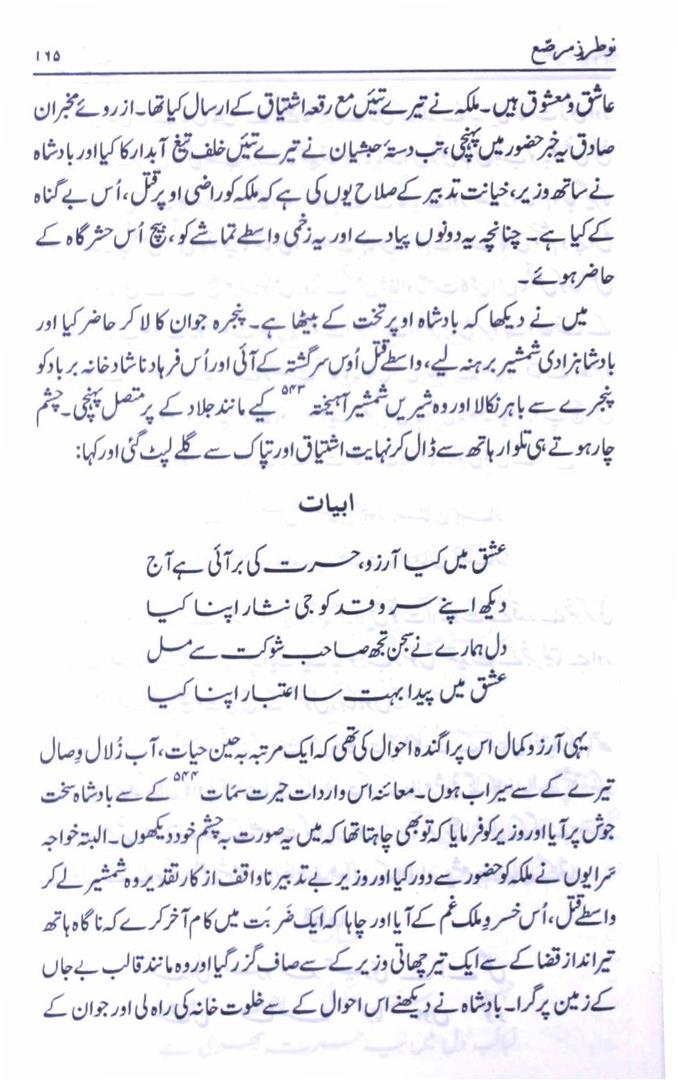 نو طرزِ مرصّع
۱۶۵
عاشق و معشوق ہیں۔ ملکہ نے تیرے تئیں مع رقعہ اشتیاق کے ارسال کیا تھا۔ از روئے مخبران
صادق یہ خبر حضور میں پہنچی، تب دستۂ حبشیان نے تیرے تئیں خلف تیغ آبدار کا کیا اور بادشاہ
نے ساتھ وزیر، خیانت تدبیر کے صلاح یوں کی ہے کہ ملکہ کو راضی اوپر قتل، اُس بے گناہ
کے کیا ہے۔ چنانچہ یہ دونوں پیادے اور یہ زخمی واسطے تماشے کو، بیچ اُس حشر گاہ کے
حاضر ہوئے۔
میں نے دیکھا کہ بادشاہ اوپر تخت کے بیٹھا ہے۔ پنجرہ جوان کا لا کر حاضر کیا اور
بادشاہزادی شمشیر برہنہ لیے، واسطے قتل اوس سرگشتہ کے آئی اور اُس فرہاد ناشاد خانہ برباد کو
پنجرے سے باہر نکالا اور وہ شیریں شمشیر آہیختہ ۵۴۳ کیے مانند جلاد کے پر متصل پہنچی۔ چشم
چار ہوتے ہی تلوار ہاتھ سے ڈال کر نہایت اشتیاق اور تپاک سے گلے لپٹ گئی اور کہا:
ابیات
عشق میں کیا آرزو، حسرت کی بر آئی ہے آج
دیکھ اپنے سر و قد کو جی نثار اپنا کیا
دل ہمارے نے سجن تجھ صاحب شوکت سے مل
عشق میں پیدا بہت سا اعتبار اپنا کیا
یہی آرزو کمال اس پراگندہ احوال کی تھی کہ ایک مرتبہ بہ حین حیات، آب زُلال وِصال
تیرے کے سے سیراب ہوں۔ معائنہ اس واردات حیرت سمات ۵۴۴ کے سے بادشاہ سخت
جوش پر آیا اور وزیر کو فرمایا کہ تو بھی چاہتا تھا کہ میں یہ صورت بہ چشم خود دیکھوں۔ البتہ خواجہ
سَرایوں نے ملکہ کو حضور سے دور کیا اور وزیر بے تدبیر ناواقف از کار تقدیر وہ شمشیر لے کر
واسطے قتل، اُس خسروِ ملک غم کے آیا اور چاہا کہ ایک ضَربَت میں کام آخر کرے کہ ناگاہ ہاتھ
تیر انداز قضا کے سے ایک تیر چھاتی وزیر کے سے صاف گزر گیا اور وہ مانند قالب بے جاں
کے زمین پر گرا۔ بادشاہ نے دیکھنے اس احوال کے سے خلوت خانہ کی راہ لی اور جوان کے